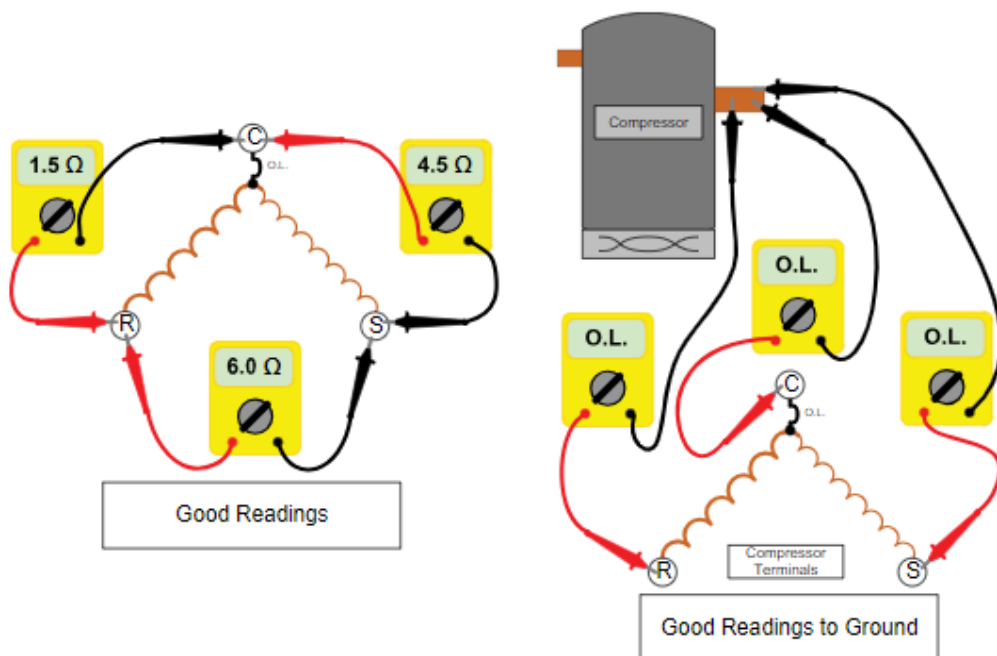 C
O.L.
1.5 Ω
4.5 Ω
R
S
6.0 Ω
Good Readings
Compressor
O.L.
O.L.
O.L.
C
O.L.
R
S
Compressor
Terminals
Good Readings to Ground